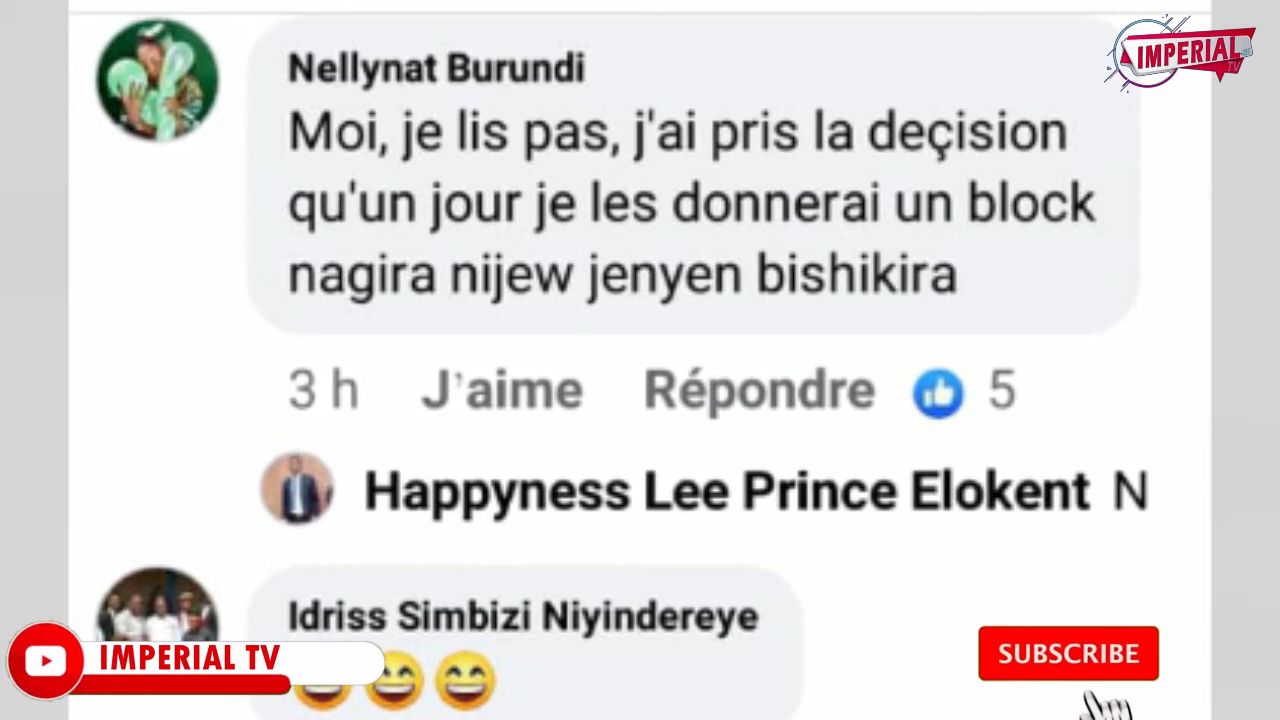 IMPERIAL
TV
Nellynat Burundi
Moi, je lis pas, j'ai pris la deçision
qu'un jour je les donnerai un block
nagira nijew jenyen bishikira
3 h J'aime Répondre 5
Happyness Lee Prince Elokent N
Idriss Simbizi Niyindereye
IMPERIAL TV
SUBSCRIBE